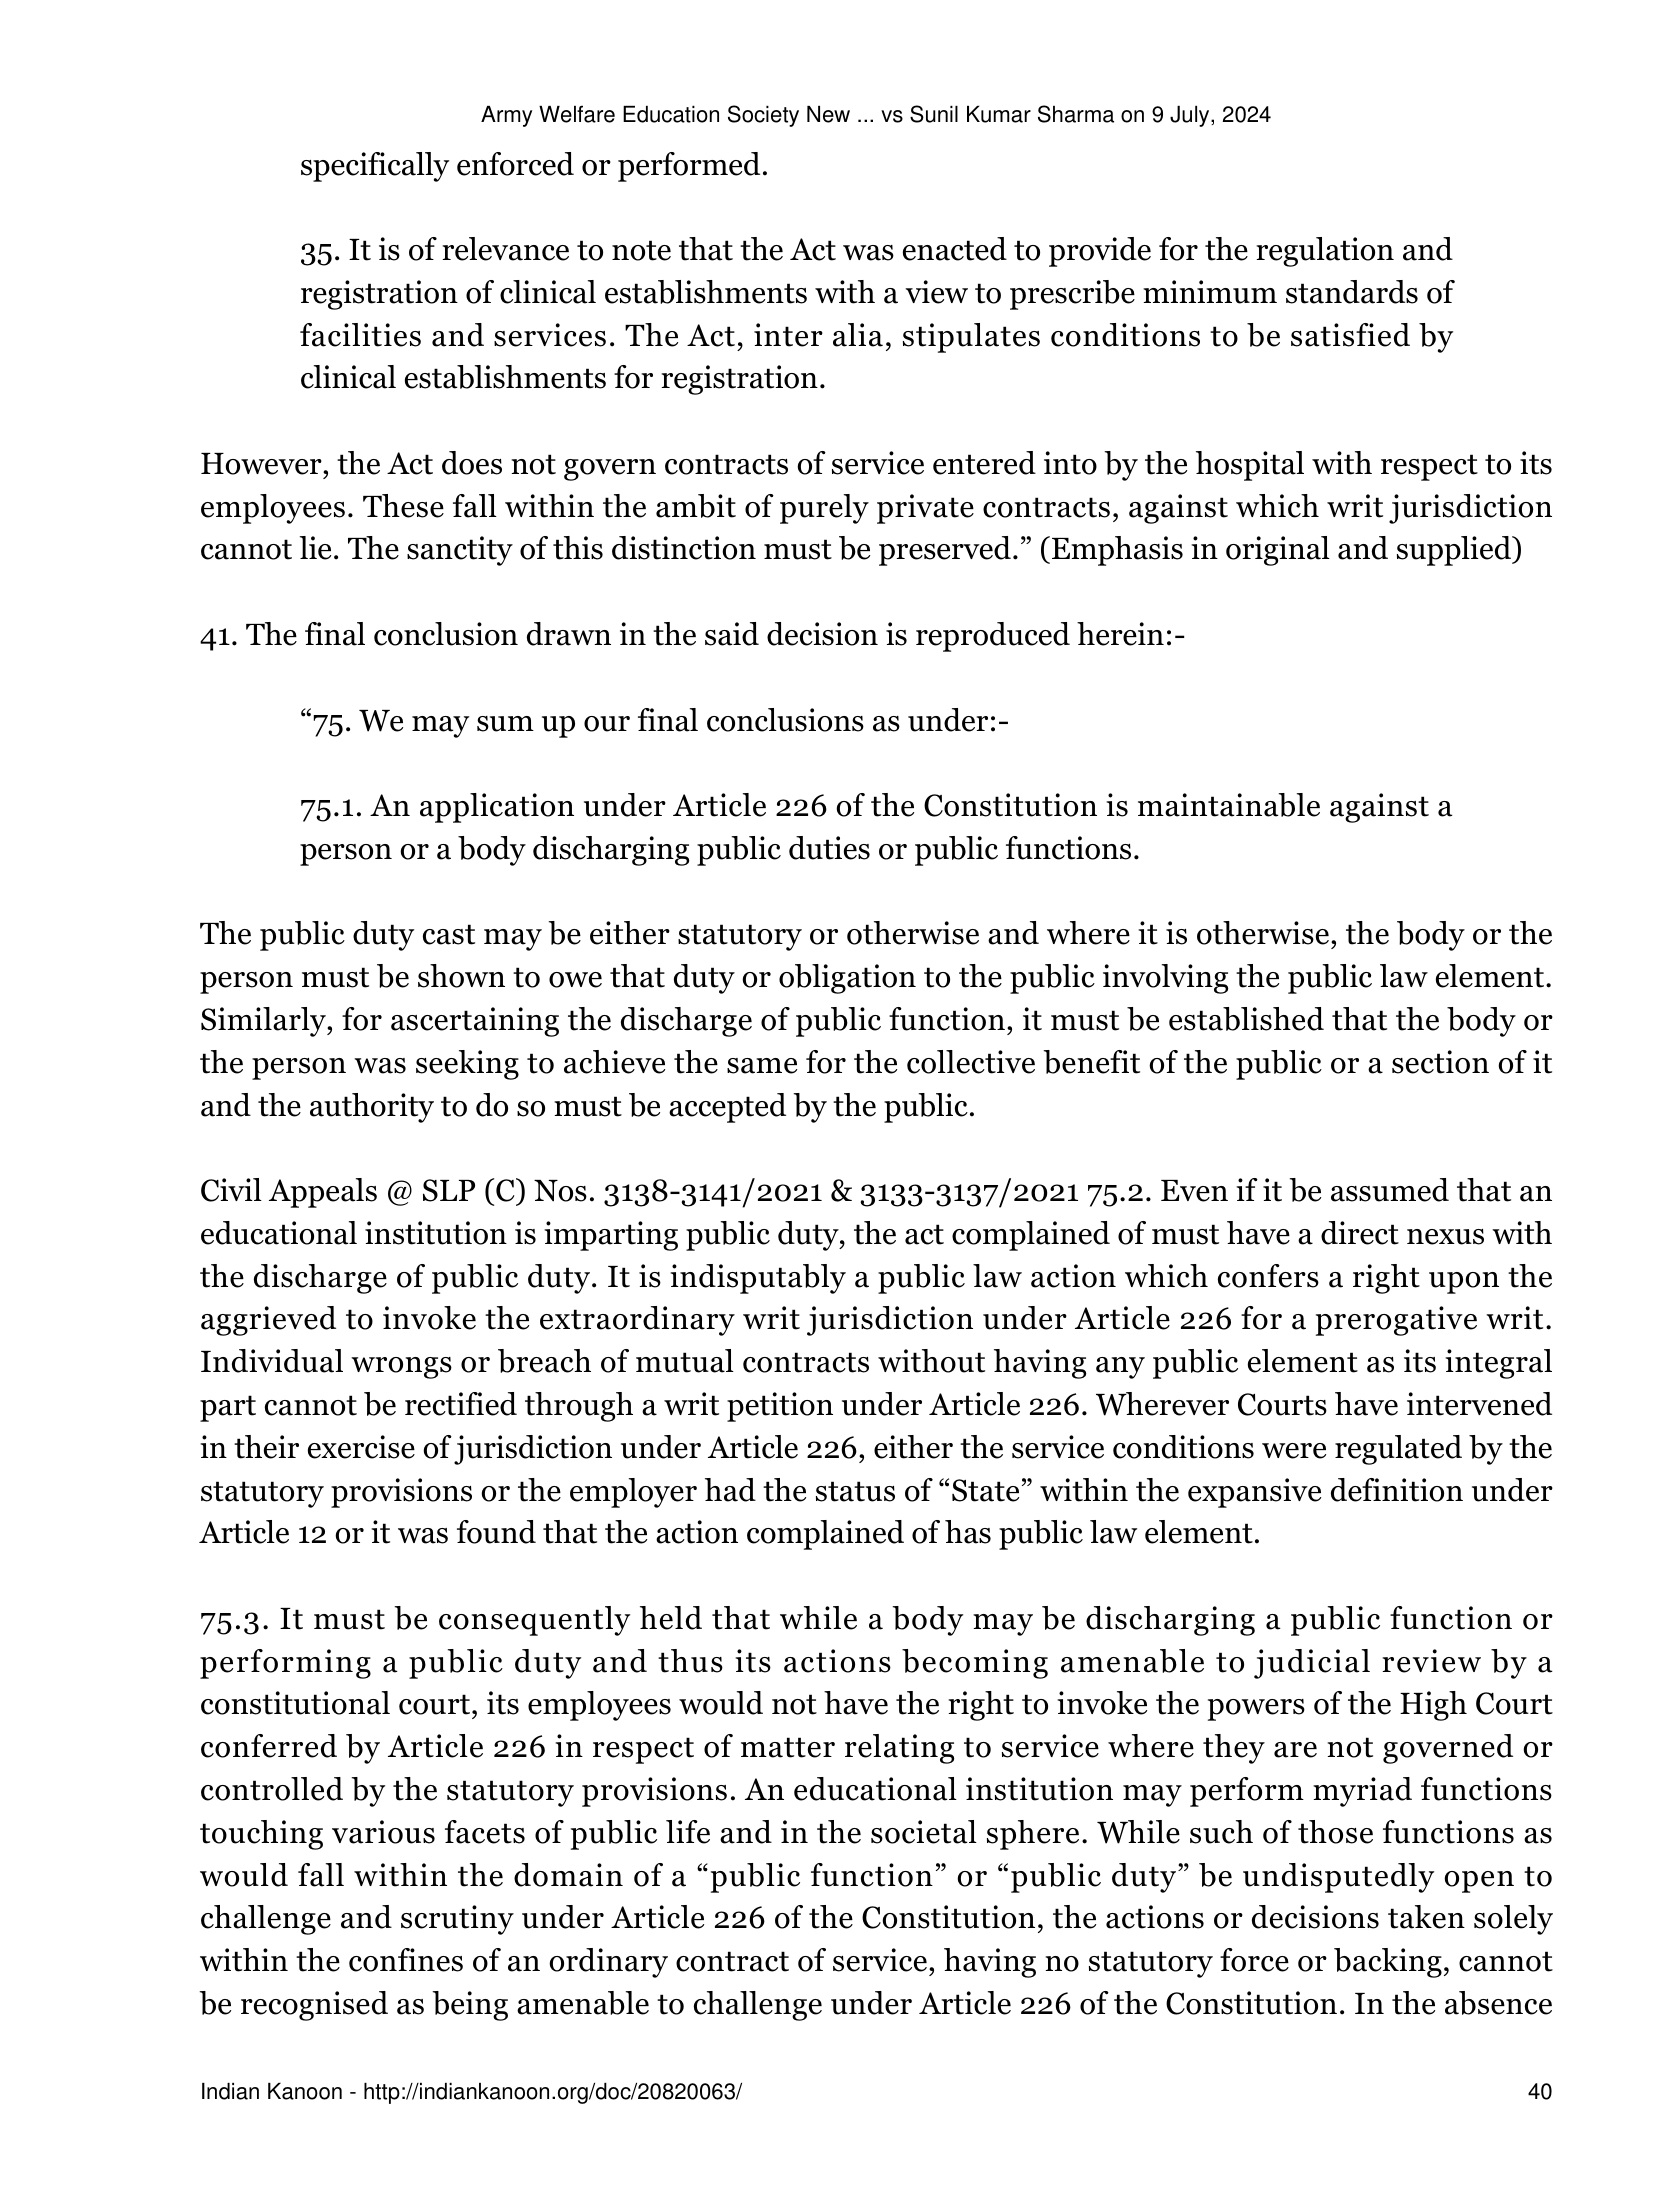 Army Welfare Education Society New ... vs Sunil Kumar Sharma on 9 July, 2024
specifically enforced or performed.
35. It is of relevance to note that the Act was enacted to provide for the regulation and
registration of clinical establishments with a view to prescribe minimum standards of
facilities and services. The Act, inter alia, stipulates conditions to be satisfied by
clinical establishments for registration.
However, the Act does not govern contracts of service entered into by the hospital with respect to its
employees. These fall within the ambit of purely private contracts, against which writ jurisdiction
cannot lie. The sanctity of this distinction must be preserved.” (Emphasis in original and supplied)
41. The final conclusion drawn in the said decision is reproduced herein:-
“75. We may sum up our final conclusions as under:-
75.1. An application under Article 226 of the Constitution is maintainable against a
person or a body discharging public duties or public functions.
The public duty cast may be either statutory or otherwise and where it is otherwise, the body or the
person must be shown to owe that duty or obligation to the public involving the public law element.
Similarly, for ascertaining the discharge of public function, it must be established that the body or
the person was seeking to achieve the same for the collective benefit of the public or a section of it
and the authority to do so must be accepted by the public.
Civil Appeals @ SLP (C) Nos. 3138-3141/2021 & 3133-3137/2021 75.2. Even if it be assumed that an
educational institution is imparting public duty, the act complained of must have a direct nexus with
the discharge of public duty. It is indisputably a public law action which confers a right upon the
aggrieved to invoke the extraordinary writ jurisdiction under Article 226 for a prerogative writ.
Individual wrongs or breach of mutual contracts without having any public element as its integral
part cannot be rectified through a writ petition under Article 226. Wherever Courts have intervened
in their exercise of jurisdiction under Article 226, either the service conditions were regulated by the
statutory provisions or the employer had the status of “State” within the expansive definition under
Article 12 or it was found that the action complained of has public law element.
75.3. It must be consequently held that while a body may be discharging a public function or
performing a public duty and thus its actions becoming amenable to judicial review by a
constitutional court, its employees would not have the right to invoke the powers of the High Court
conferred by Article 226 in respect of matter relating to service where they are not governed or
controlled by the statutory provisions. An educational institution may perform myriad functions
touching various facets of public life and in the societal sphere. While such of those functions as
would fall within the domain of a “public function” or “public duty” be undisputedly open to
challenge and scrutiny under Article 226 of the Constitution, the actions or decisions taken solely
within the confines of an ordinary contract of service, having no statutory force or backing, cannot
be recognised as being amenable to challenge under Article 226 of the Constitution. In the absence
Indian Kanoon - http://indiankanoon.org/doc/20820063/
40